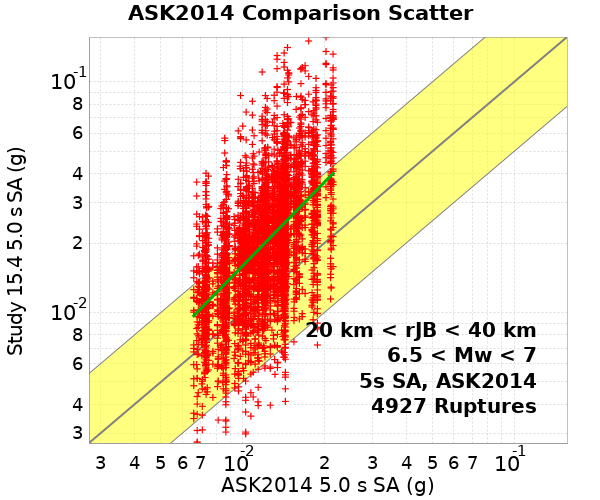 ASK2014 Comparison Scatter
Study 15.4 5.0 s SA (g)
10-1
8
6
4
3
2
10-2
8
6
4
3
20 km < rJB < 40 km
6.5 < Mw < 7
5s SA, ASK2014
4927 Ruptures
3 4 5 6 7 10-2 2 3 4 5 6 7 10-1
ASK2014 5.0 s SA (g)